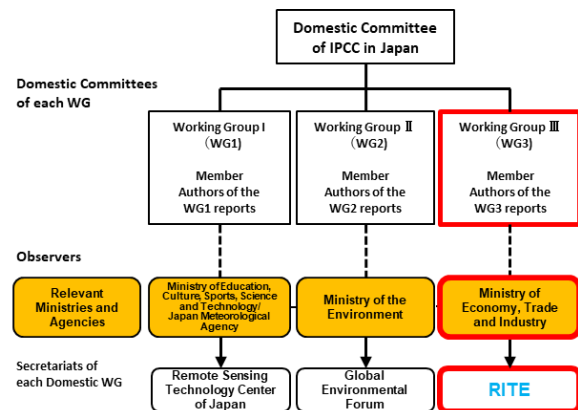 Domestic Committee
of IPCC in Japan
Domestic Committees
of each WG
Working Group I
(WG1)
Member
Authors of the
WG1 reports
Working Group Ⅱ
(WG2)
Member
Authors of the
WG2 reports
Working Group Ⅲ
(WG3)
Member
Authors of the
WG3 reports
Observers
Relevant
Ministries and
Agencies
Ministry of Education,
Culture, Sports, Science
and Technology/
Japan Meteorological
Agency
Ministry of the
Environment
Ministry of
Economy, Trade
and Industry
Secretariats of
each Domestic WG
Remote Sensing
Technology Center
of Japan
Global
Environmental
Forum
RITE